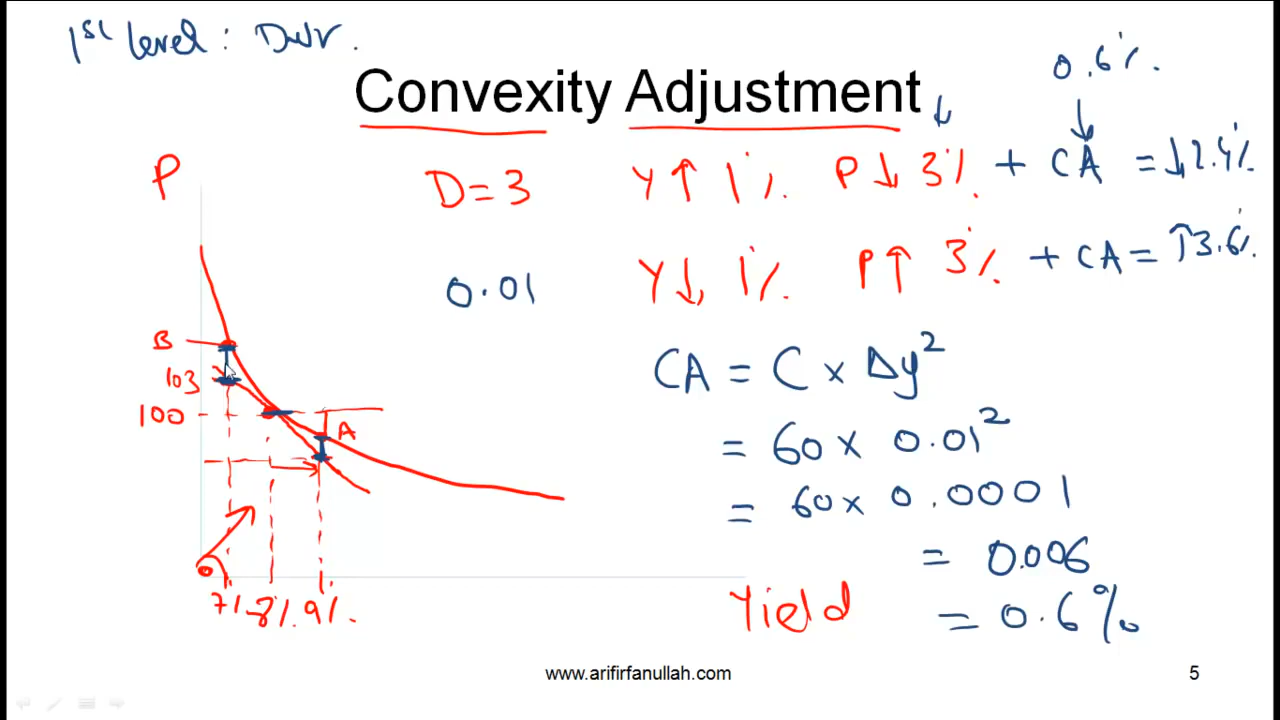 1st level : DWR.
Convexity Adjustment
0.6%.
↓ ↓
P D=3 Y↑ 1%. P↓ 3% + CA = ↓2.4%
0.01 Y↓ 1%. P↑ 3% + CA = ↑3.6%
B
103
100
A
CA = C × Δy²
= 60 × 0.01²
= 60 × 0.0001
= 0.006
= 0.6%
7% 8% 9%. Yield
www.arifirfanullah.com
5